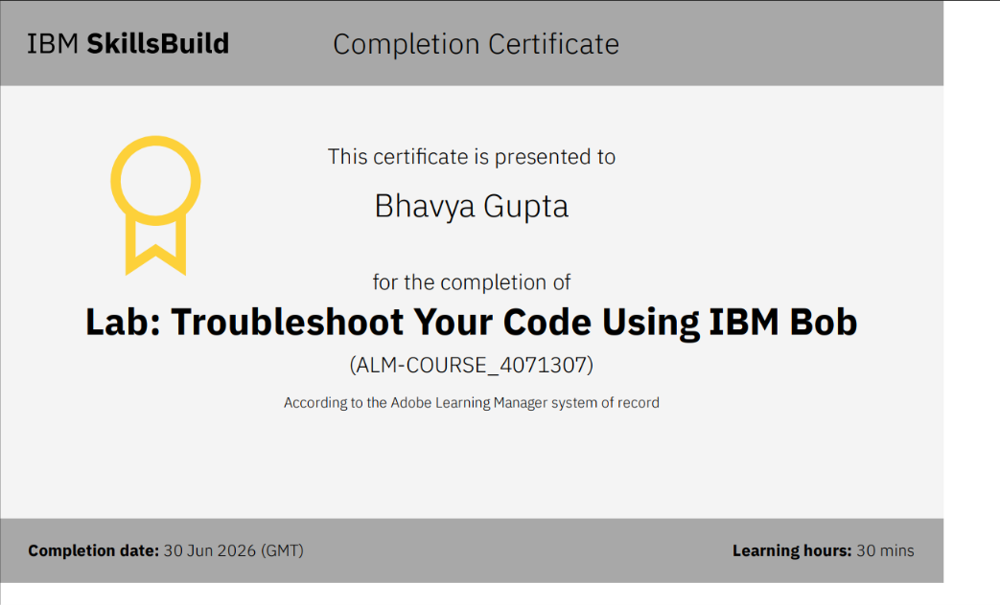 IBM SkillsBuild
Completion Certificate
This certificate is presented to
Bhavya Gupta
for the completion of
Lab: Troubleshoot Your Code Using IBM Bob
(ALM-COURSE_4071307)
According to the Adobe Learning Manager system of record
Completion date: 30 Jun 2026 (GMT)
Learning hours: 30 mins